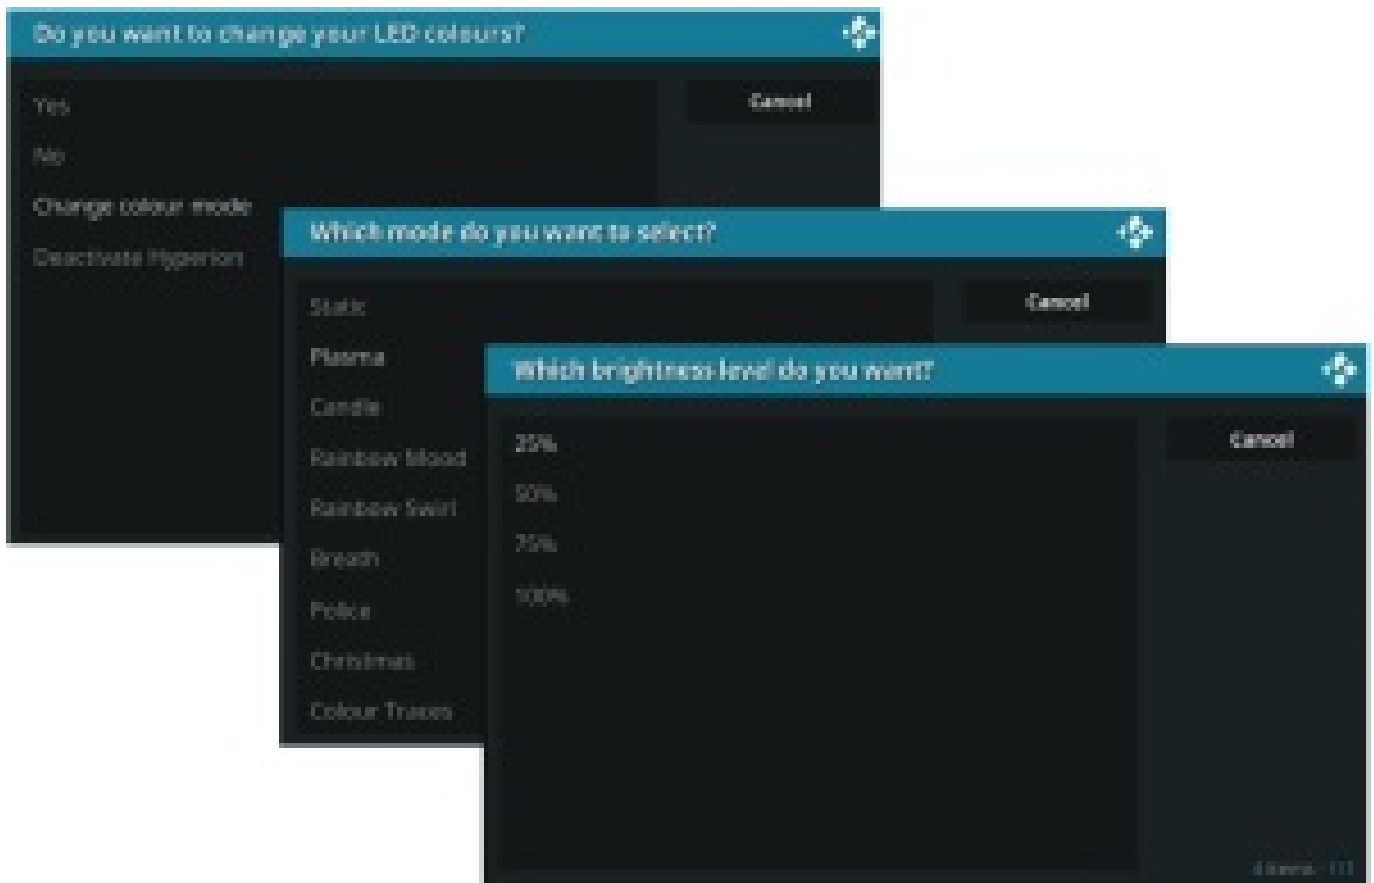 Do you want to change your LED colours?
Yes
Cancel
No
Change colour mode
Deactivate Hyperion
Which mode do you want to select?
Static
Cancel
Plasma
Candle
Rainbow Mood
Rainbow Swirl
Breath
Police
Christmas
Colour Traces
Which brightness level do you want?
25%
Cancel
50%
75%
100%